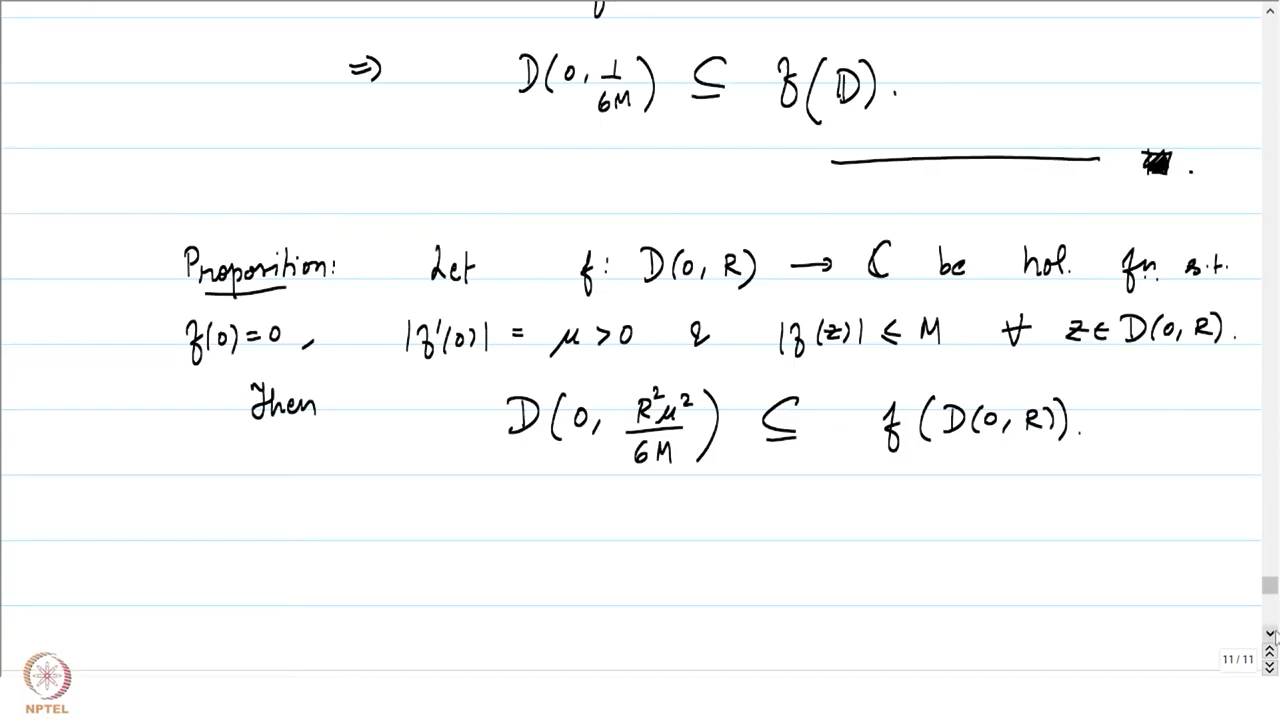 ⇒ D(0, 1/6M) ⊆ f(𝔻).
Proposition: Let f: D(0, R) → ℂ be hol. fn. s.t.
f(0)=0, |f'(0)| = μ > 0 & |f(z)| ≤ M ∀ z ∈ D(0, R).
Then D(0, R²μ²/6M) ⊆ f(D(0, R)).
11 / 11
NPTEL